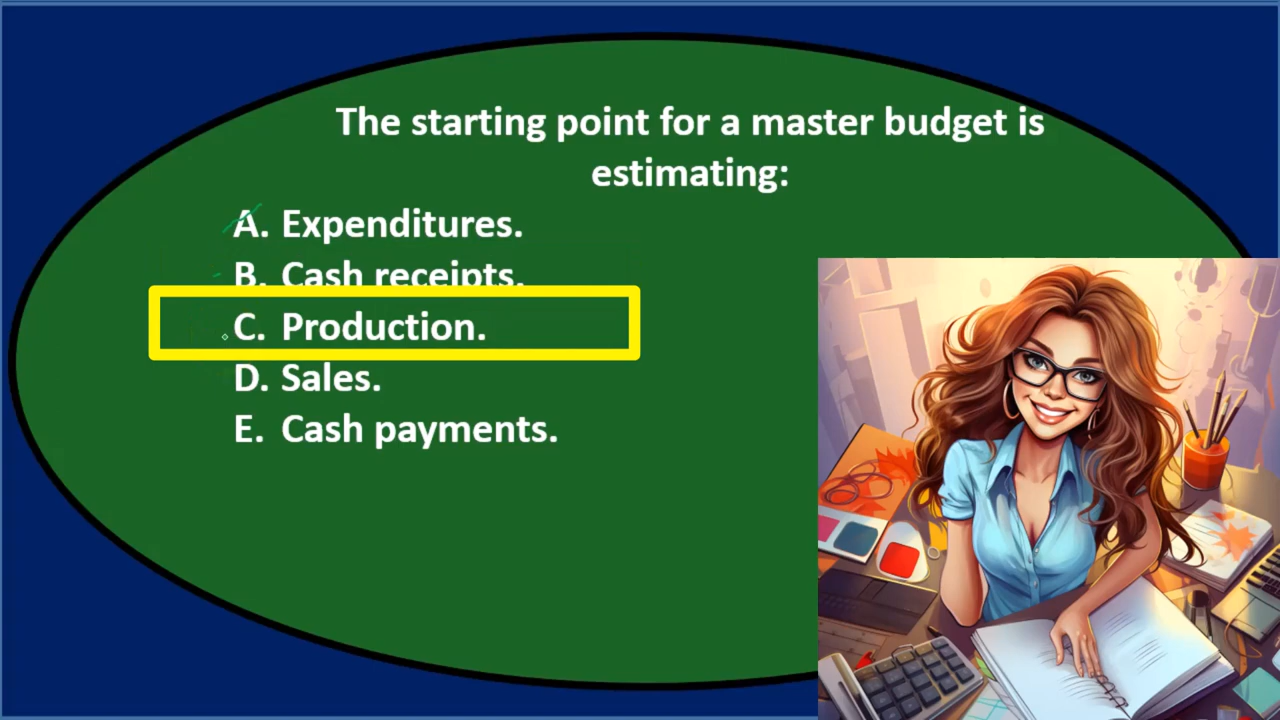 The starting point for a master budget is
estimating:
A. Expenditures.
B. Cash receipts.
C. Production.
D. Sales.
E. Cash payments.